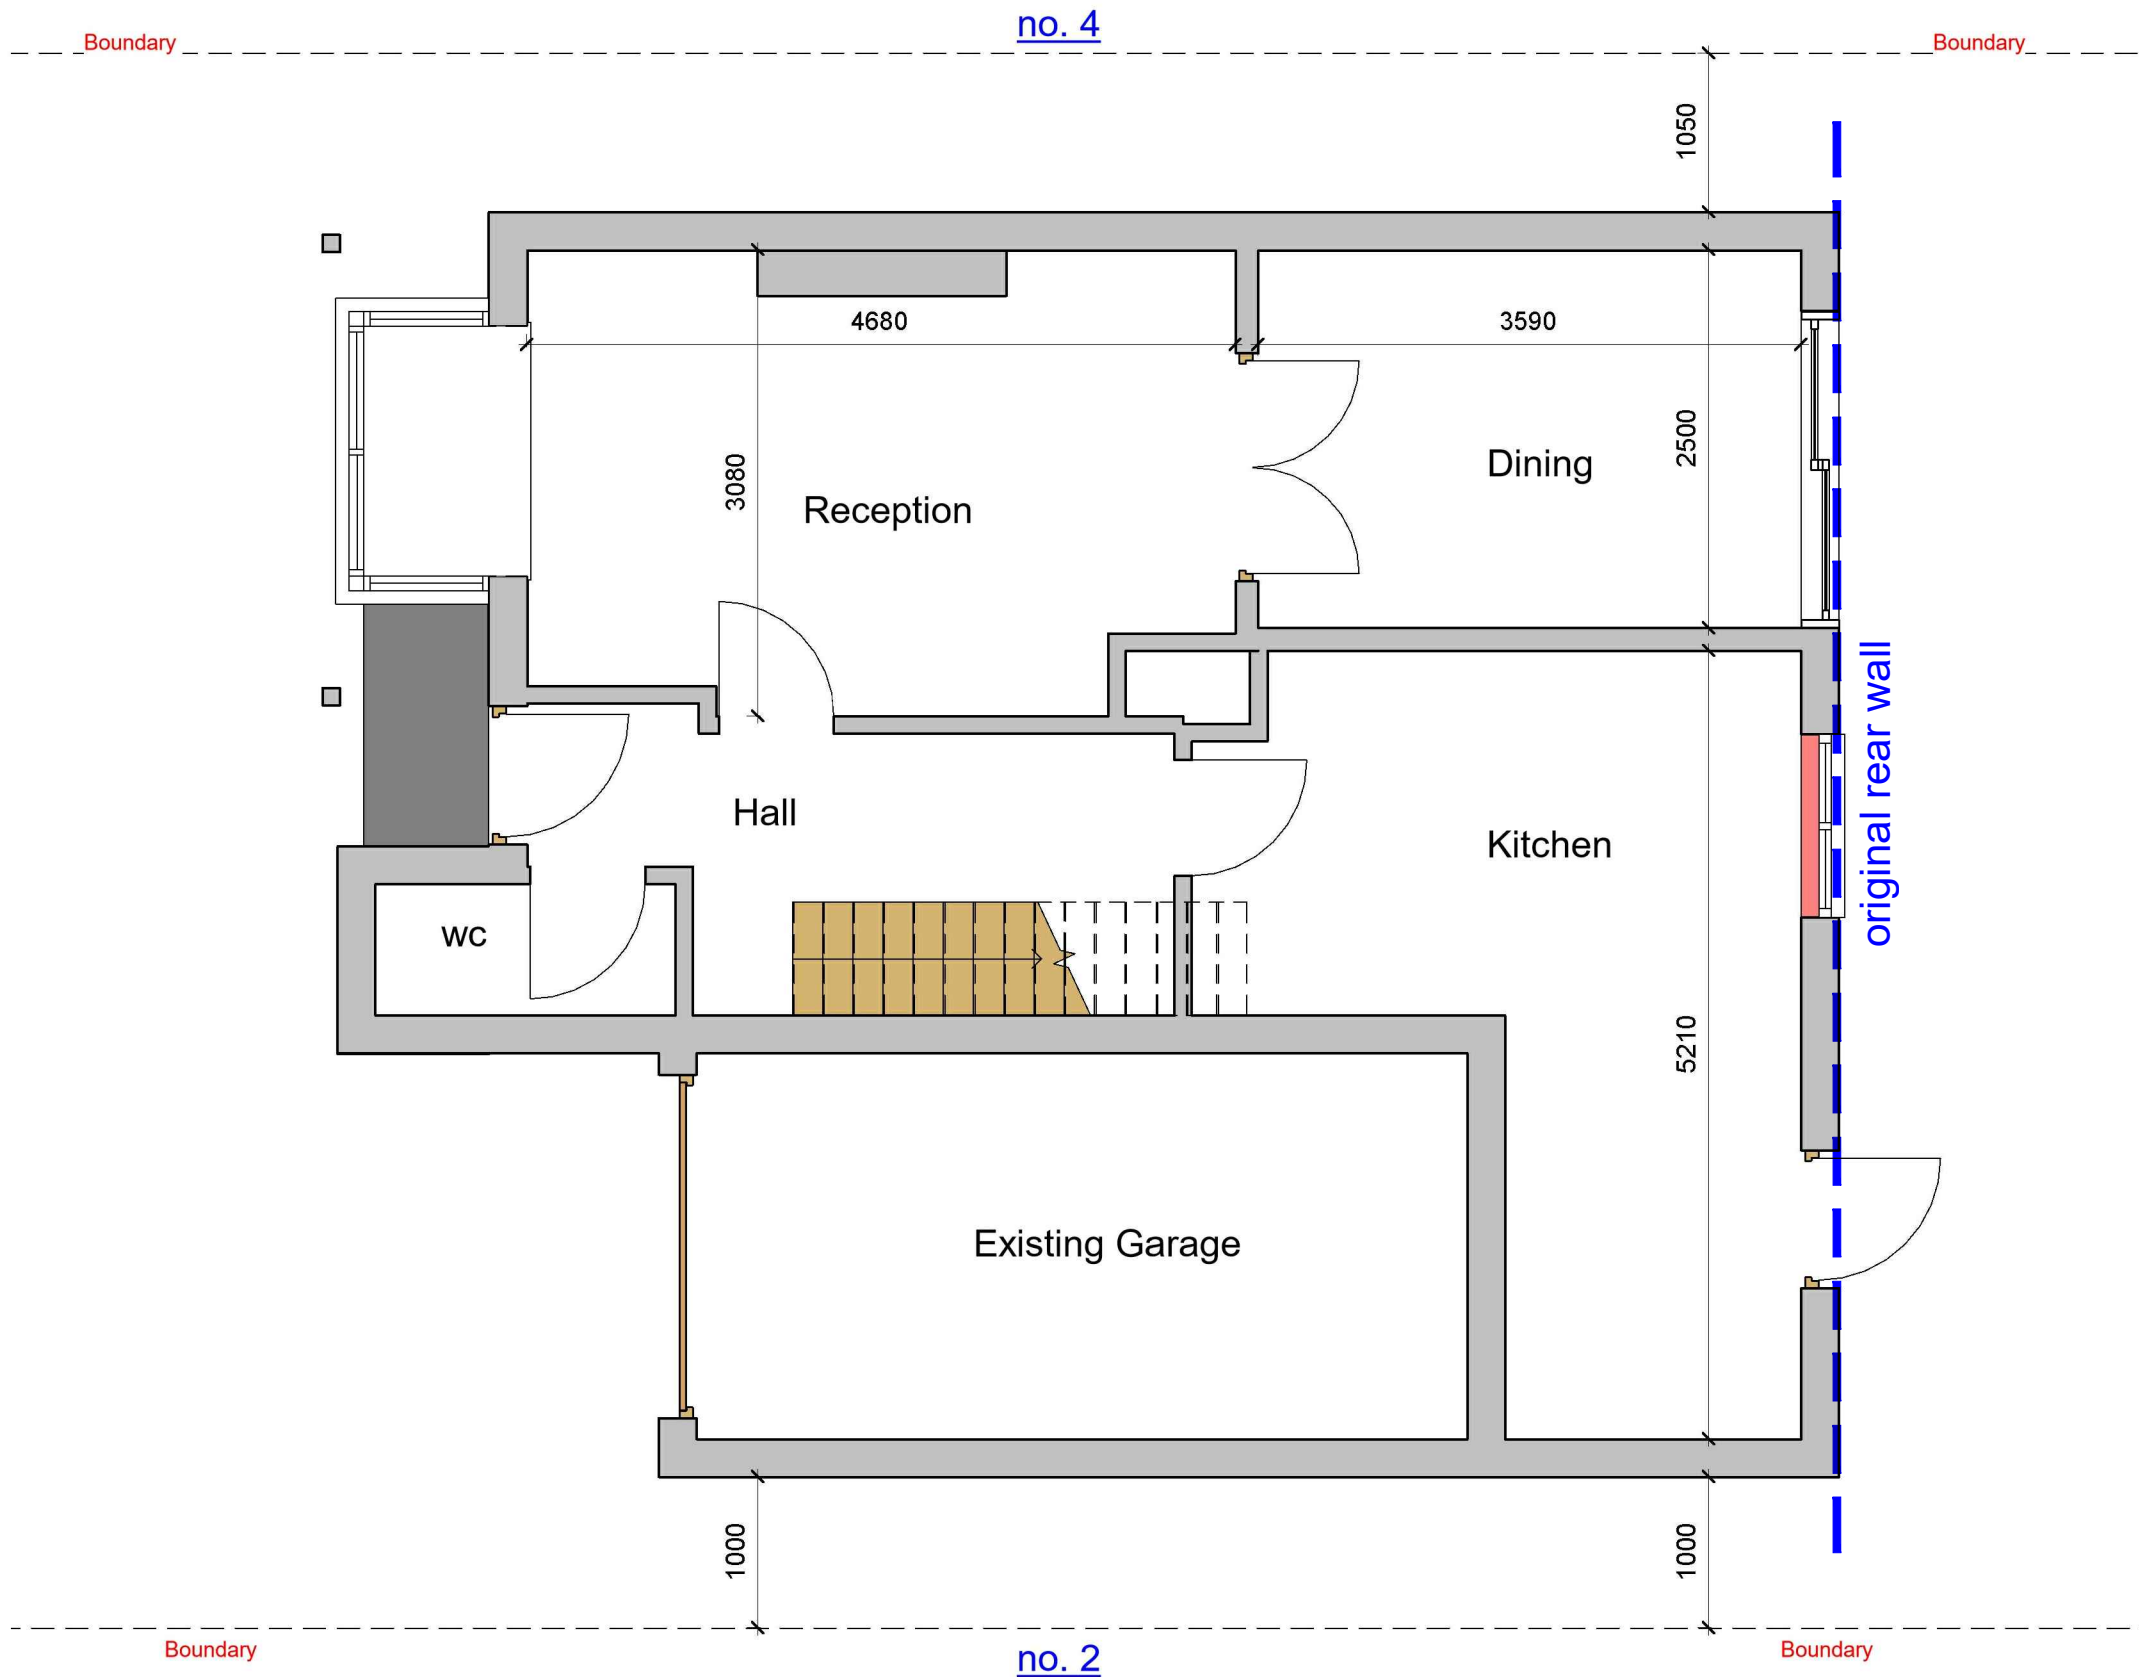 no. 4
Boundary
Boundary
1050
4680
3590
2500
3080
Dining
Reception
original rear wall
Hall
Kitchen
wc
5210
Existing Garage
1000
1000
Boundary
no. 2
Boundary